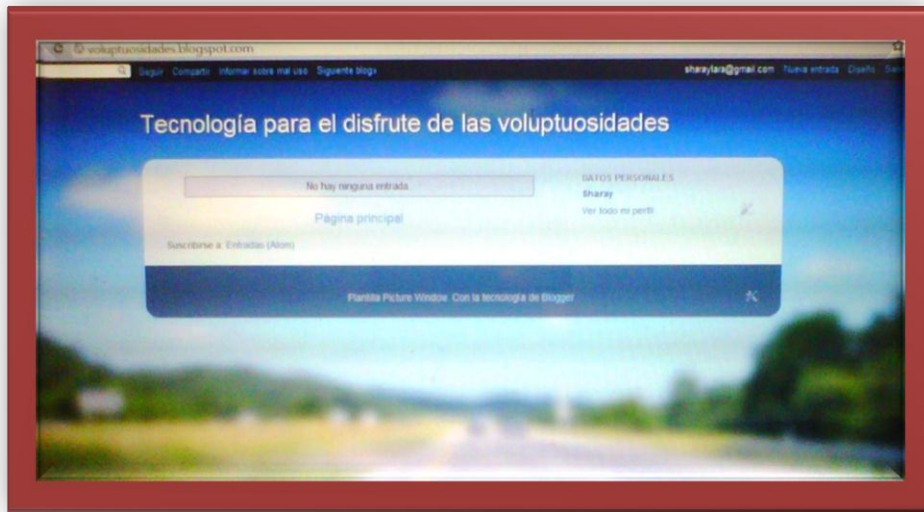 voluptuosidades.blogspot.com
Seguir Compartir Informar sobre mal uso Siguiente blog» sharaylara@gmail.com Nueva entrada Diseño
Tecnología para el disfrute de las voluptuosidades
No hay ninguna entrada.
Página principal
Suscribirse a: Entradas (Atom)
DATOS PERSONALES
Sharay
Ver todo mi perfil
Plantilla Picture Window. Con la tecnología de Blogger.